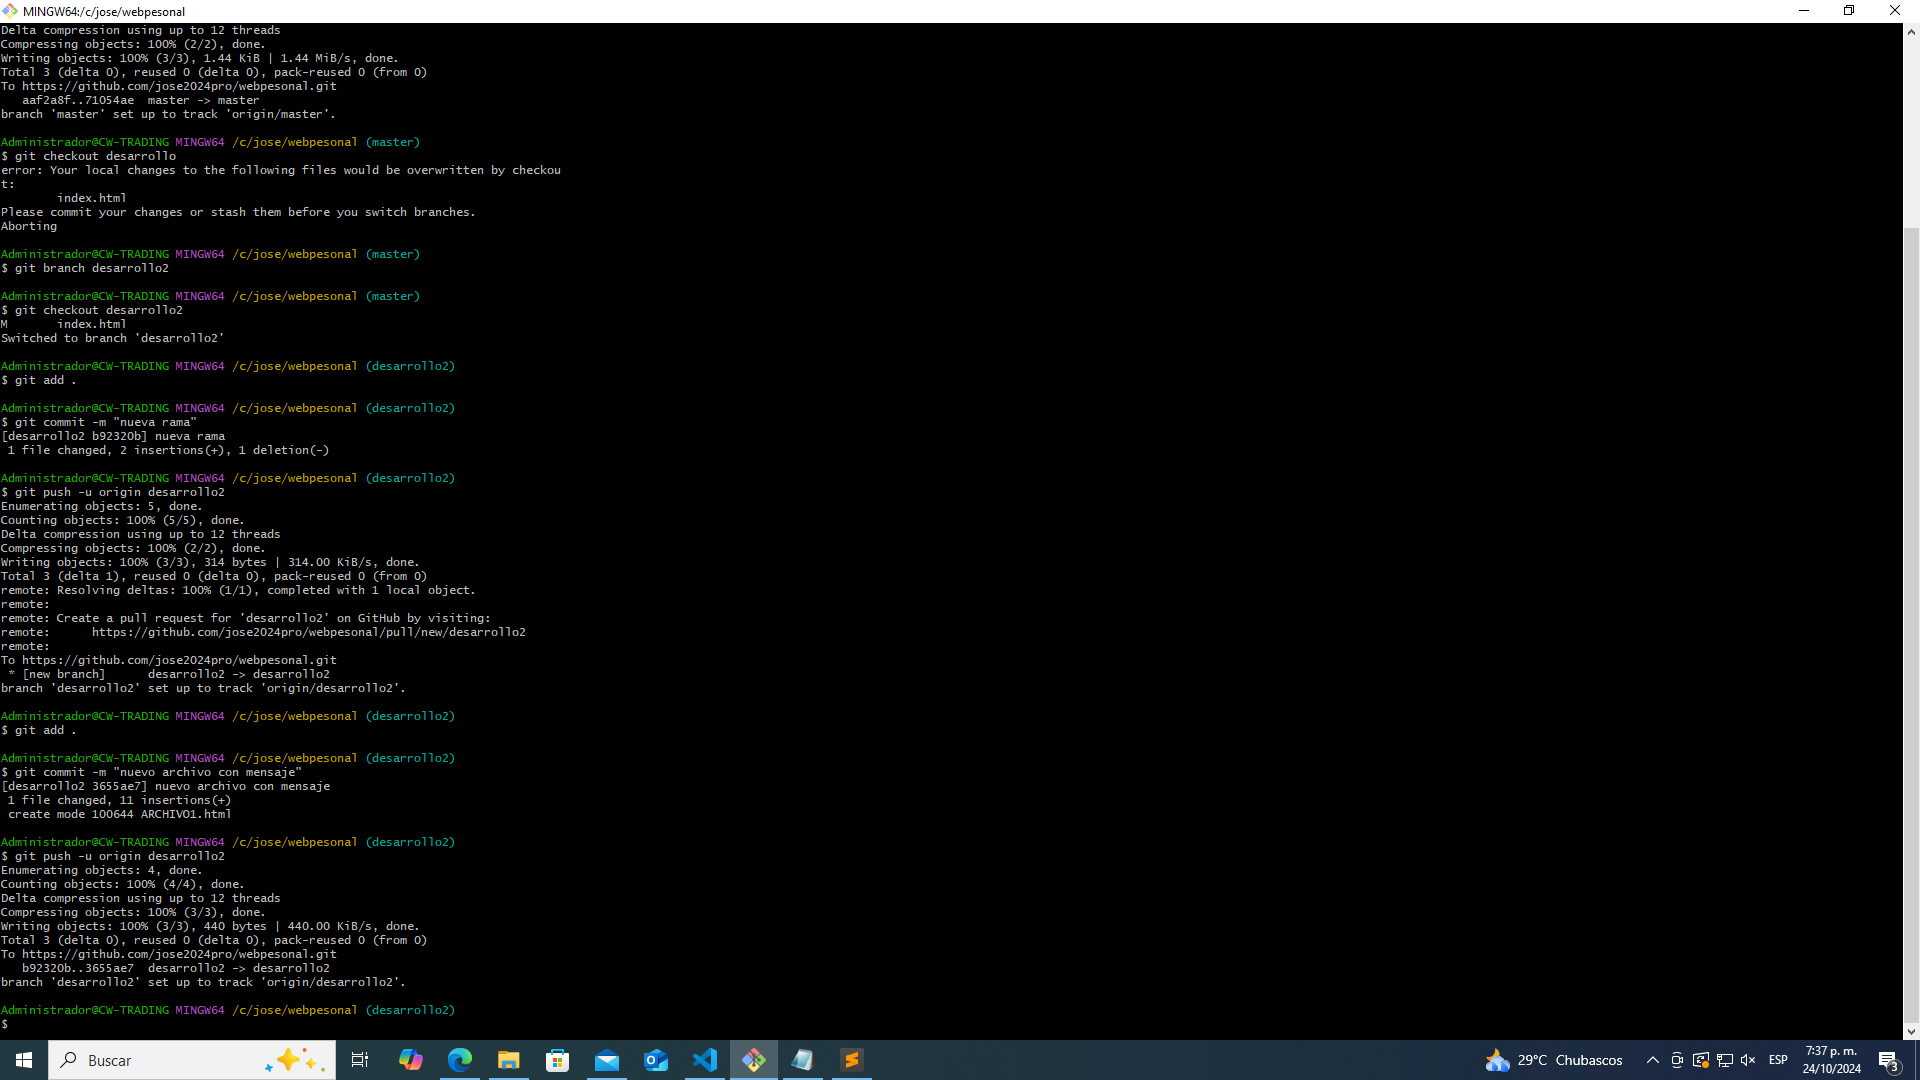 MINGW64:/c/jose/webpesonal
Delta compression using up to 12 threads
Compressing objects: 100% (2/2), done.
Writing objects: 100% (3/3), 1.44 KiB | 1.44 MiB/s, done.
Total 3 (delta 0), reused 0 (delta 0), pack-reused 0 (from 0)
To https://github.com/jose2024pro/webpesonal.git
   aaf2a8f..71054ae  master -> master
branch 'master' set up to track 'origin/master'.
Administrador@CW-TRADING MINGW64 /c/jose/webpesonal (master)
$ git checkout desarrollo
error: Your local changes to the following files would be overwritten by checkou
t:
        index.html
Please commit your changes or stash them before you switch branches.
Aborting
Administrador@CW-TRADING MINGW64 /c/jose/webpesonal (master)
$ git branch desarrollo2
Administrador@CW-TRADING MINGW64 /c/jose/webpesonal (master)
$ git checkout desarrollo2
M       index.html
Switched to branch 'desarrollo2'
Administrador@CW-TRADING MINGW64 /c/jose/webpesonal (desarrollo2)
$ git add .
Administrador@CW-TRADING MINGW64 /c/jose/webpesonal (desarrollo2)
$ git commit -m "nueva rama"
[desarrollo2 b92320b] nueva rama
 1 file changed, 2 insertions(+), 1 deletion(-)
Administrador@CW-TRADING MINGW64 /c/jose/webpesonal (desarrollo2)
$ git push -u origin desarrollo2
Enumerating objects: 5, done.
Counting objects: 100% (5/5), done.
Delta compression using up to 12 threads
Compressing objects: 100% (2/2), done.
Writing objects: 100% (3/3), 314 bytes | 314.00 KiB/s, done.
Total 3 (delta 1), reused 0 (delta 0), pack-reused 0 (from 0)
remote: Resolving deltas: 100% (1/1), completed with 1 local object.
remote:
remote: Create a pull request for 'desarrollo2' on GitHub by visiting:
remote:      https://github.com/jose2024pro/webpesonal/pull/new/desarrollo2
remote:
To https://github.com/jose2024pro/webpesonal.git
 * [new branch]      desarrollo2 -> desarrollo2
branch 'desarrollo2' set up to track 'origin/desarrollo2'.
Administrador@CW-TRADING MINGW64 /c/jose/webpesonal (desarrollo2)
$ git add .
Administrador@CW-TRADING MINGW64 /c/jose/webpesonal (desarrollo2)
$ git commit -m "nuevo archivo con mensaje"
[desarrollo2 3655ae7] nuevo archivo con mensaje
 1 file changed, 11 insertions(+)
 create mode 100644 ARCHIVO1.html
Administrador@CW-TRADING MINGW64 /c/jose/webpesonal (desarrollo2)
$ git push -u origin desarrollo2
Enumerating objects: 4, done.
Counting objects: 100% (4/4), done.
Delta compression using up to 12 threads
Compressing objects: 100% (3/3), done.
Writing objects: 100% (3/3), 440 bytes | 440.00 KiB/s, done.
Total 3 (delta 0), reused 0 (delta 0), pack-reused 0 (from 0)
To https://github.com/jose2024pro/webpesonal.git
   b92320b..3655ae7  desarrollo2 -> desarrollo2
branch 'desarrollo2' set up to track 'origin/desarrollo2'.
Administrador@CW-TRADING MINGW64 /c/jose/webpesonal (desarrollo2)
$
Buscar
29°C Chubascos
ESP
7:37 p. m.
24/10/2024
3